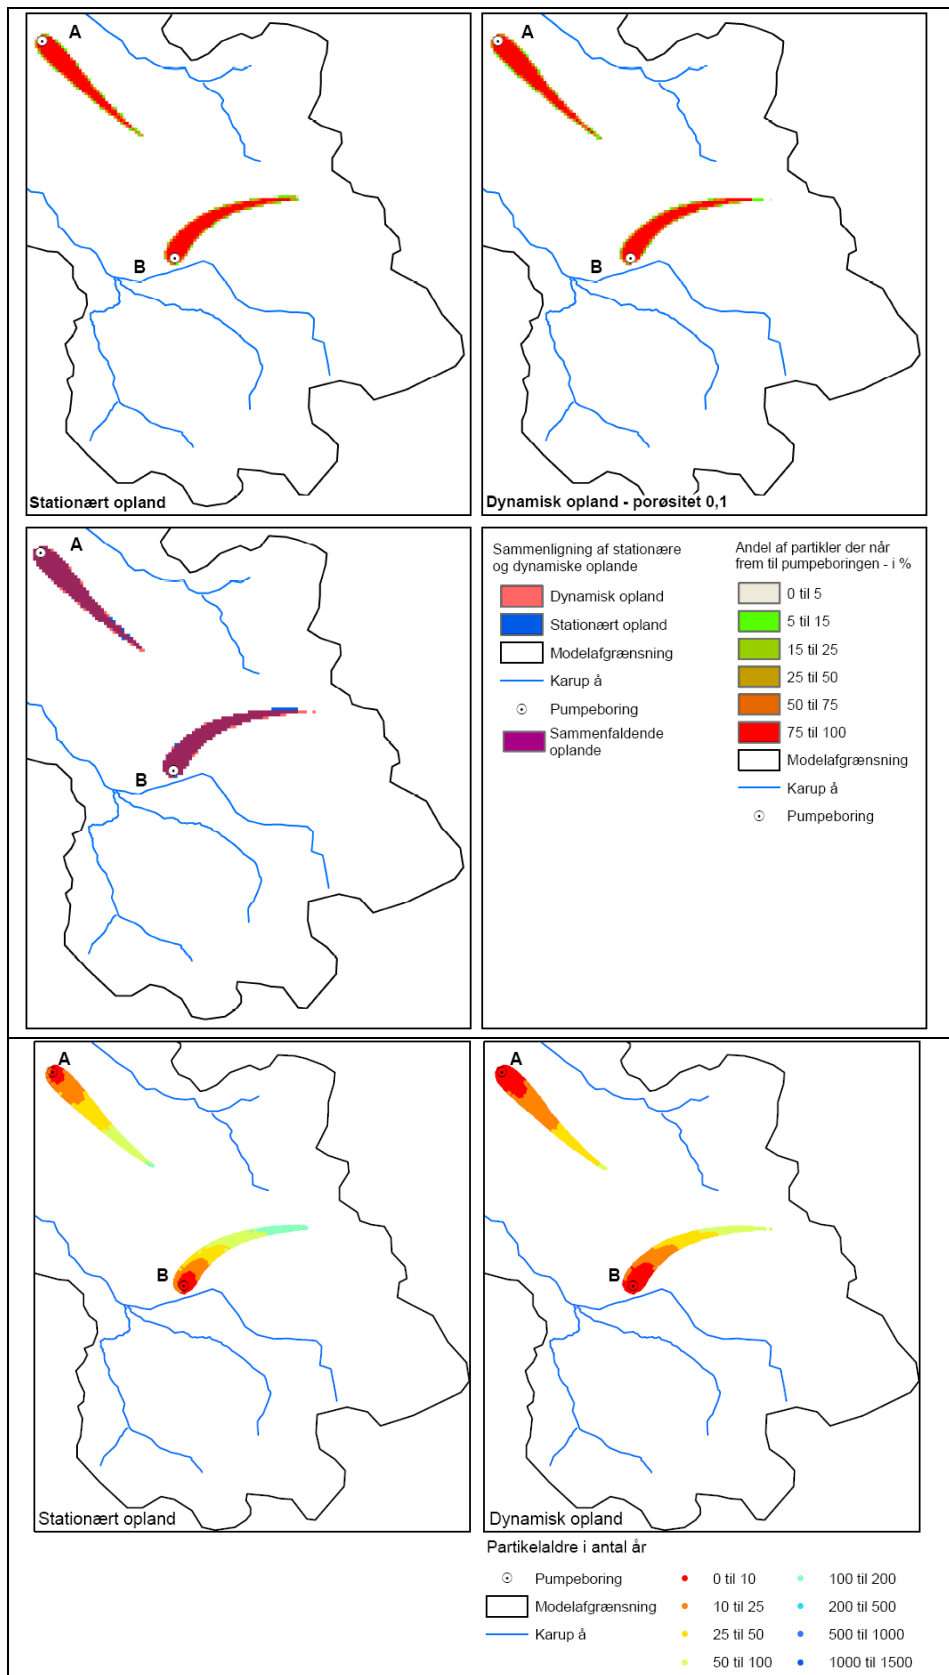 A
B
Stationært opland
A
B
Dynamisk opland - porøsitet 0,1
A
B
Sammenligning af stationære
og dynamiske oplande
Dynamisk opland
Stationært opland
Modelafgrænsning
Karup å
Pumpeboring
Sammenfaldende
oplande
Andel af partikler der når
frem til pumpeboringen - i %
0 til 5
5 til 15
15 til 25
25 til 50
50 til 75
75 til 100
Modelafgrænsning
Karup å
Pumpeboring
A
B
Stationært opland
A
B
Dynamisk opland
Partikelaldre i antal år
Pumpeboring
Modelafgrænsning
Karup å
0 til 10
10 til 25
25 til 50
50 til 100
100 til 200
200 til 500
500 til 1000
1000 til 1500